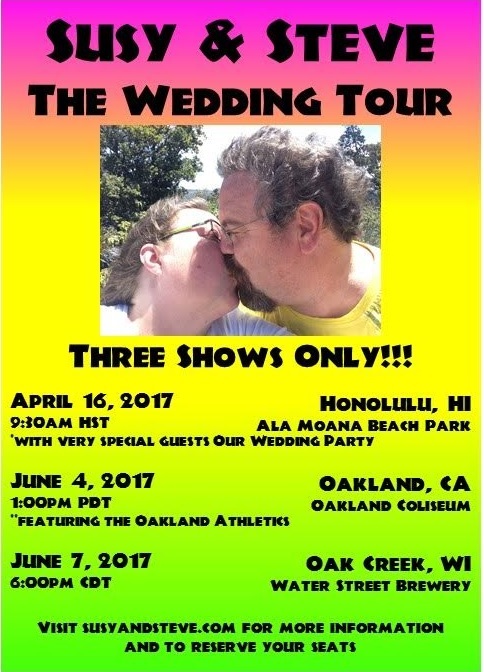 Susy & Steve
The Wedding Tour
Three Shows Only!!!
April 16, 2017 Honolulu, HI
9:30am HST Ala Moana Beach Park
*with very special guests Our Wedding Party
June 4, 2017 Oakland, CA
1:00pm PDT Oakland Coliseum
**featuring the Oakland Athletics
June 7, 2017 Oak Creek, WI
6:00pm CDT Water Street Brewery
Visit susyandsteve.com for more information
and to reserve your seats